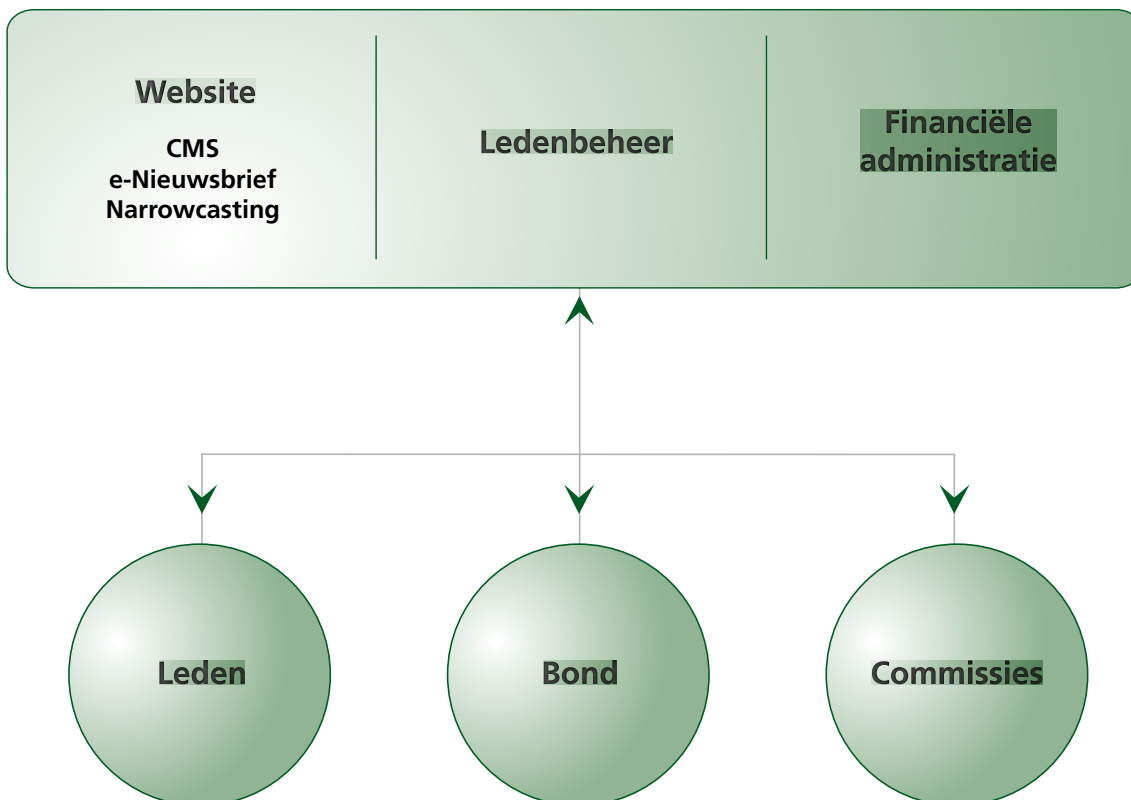 Website
CMS
e-Nieuwsbrief
Narrowcasting
Ledenbeheer
Financiële
administratie
Leden
Bond
Commissies